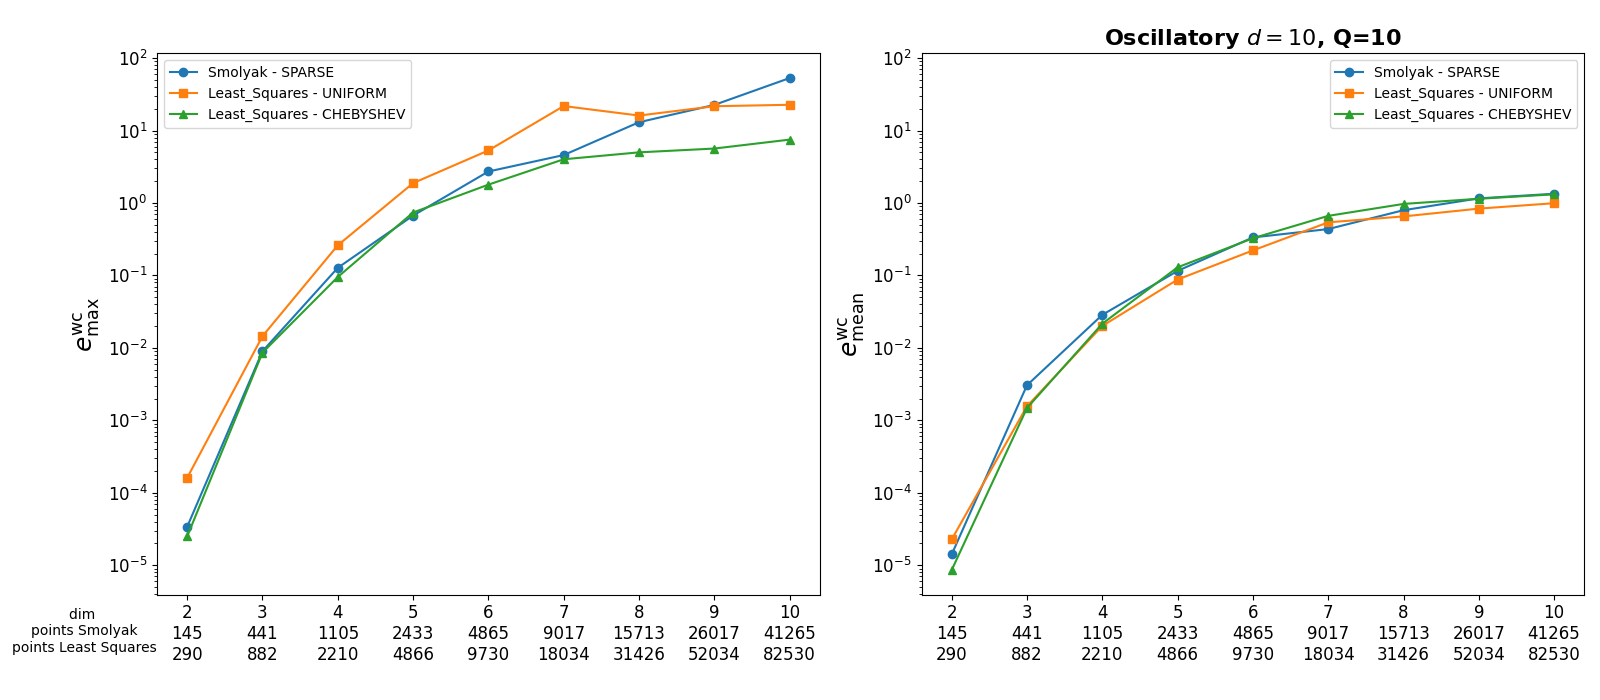 Oscillatory d = 10, Q=10
10²
10¹
10⁰
10⁻¹
10⁻²
10⁻³
10⁻⁴
10⁻⁵
e^wc_max
Smolyak - SPARSE
Least_Squares - UNIFORM
Least_Squares - CHEBYSHEV
dim
points Smolyak
points Least Squares
2 3 4 5 6 7 8 9 10
145 441 1105 2433 4865 9017 15713 26017 41265
290 882 2210 4866 9730 18034 31426 52034 82530
10²
10¹
10⁰
10⁻¹
10⁻²
10⁻³
10⁻⁴
10⁻⁵
e^wc_mean
Smolyak - SPARSE
Least_Squares - UNIFORM
Least_Squares - CHEBYSHEV
2 3 4 5 6 7 8 9 10
145 441 1105 2433 4865 9017 15713 26017 41265
290 882 2210 4866 9730 18034 31426 52034 82530